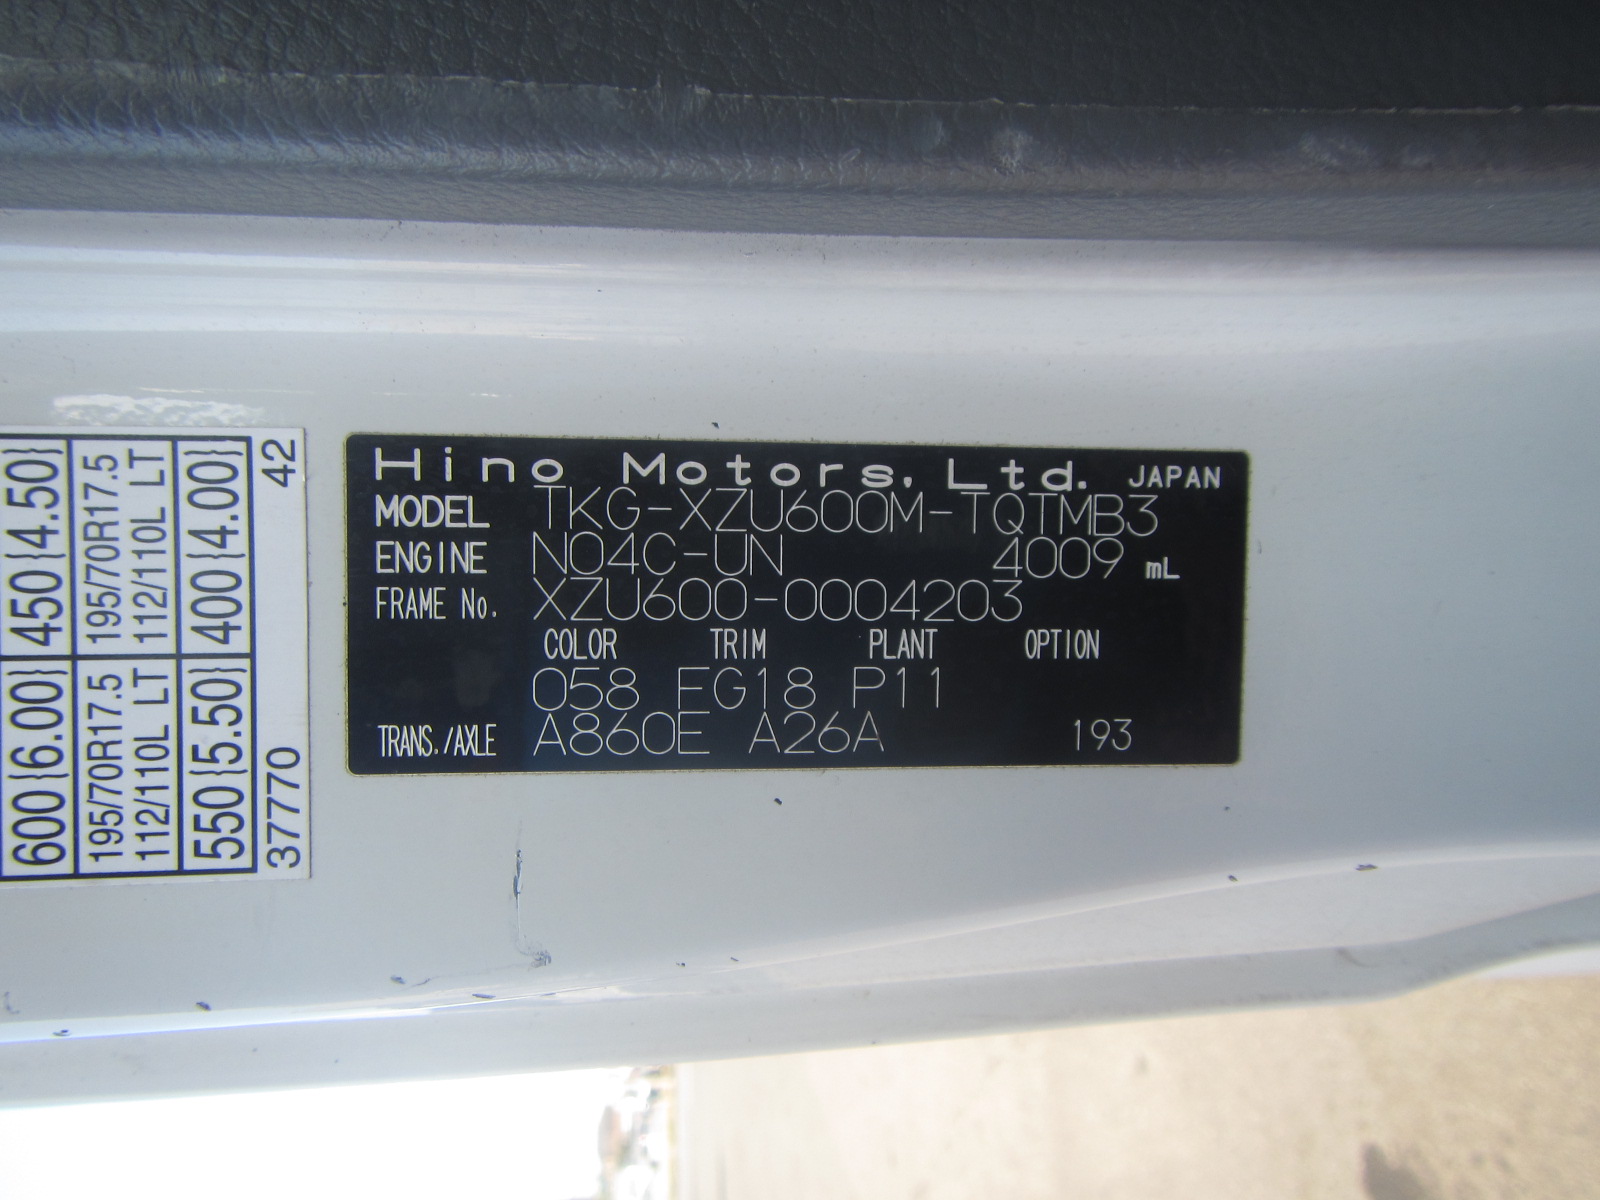 Hino Motors, Ltd. JAPAN
MODEL TKG-XZU600M-TQTMB3
ENGINE N04C-UN 4009 mL
FRAME No. XZU600-0004203
COLOR TRIM PLANT OPTION
058 EG18 P11
TRANS./AXLE A860E A26A 193
600{6.00} 450{4.50}
195/70R17.5 195/70R17.5
112/110L LT 112/110L LT
550{5.50} 400{4.00}
37770 42